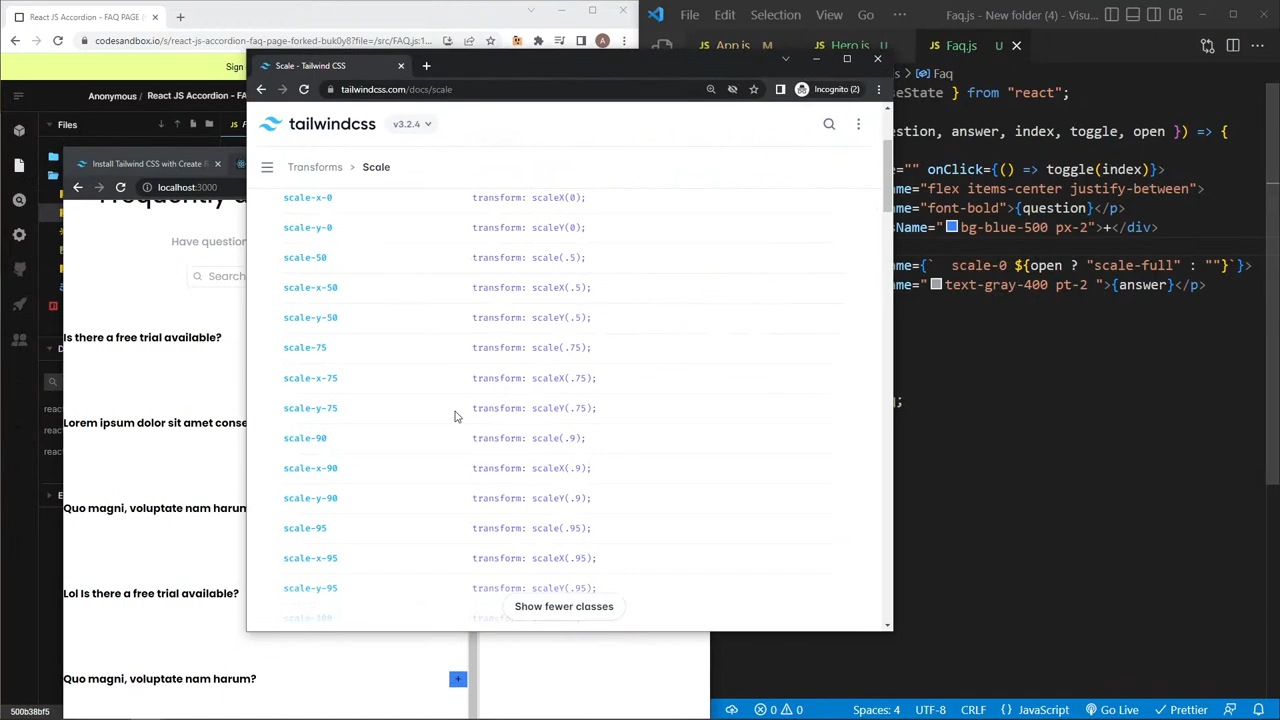 React JS Accordion - FAQ PAGE
codesandbox.io/s/react-js-accordion-faq-page-forked-buk0y8?file=/src/FAQ.js:1...
A
Sign
Anonymous / React JS Accordion - FA
Files
Install Tailwind CSS with Create R
localhost:3000
Have question
Search
Is there a free trial available?
Lorem ipsum dolor sit amet conse
Quo magni, voluptate nam harum
Lol Is there a free trial available?
Quo magni, voluptate nam harum?
+
500b38bf5
Scale - Tailwind CSS
tailwindcss.com/docs/scale
Incognito (2)
tailwindcss
v3.2.4
Transforms > Scale
scale-x-0 transform: scaleX(0);
scale-y-0 transform: scaleY(0);
scale-50 transform: scale(.5);
scale-x-50 transform: scaleX(.5);
scale-y-50 transform: scaleY(.5);
scale-75 transform: scale(.75);
scale-x-75 transform: scaleX(.75);
scale-y-75 transform: scaleY(.75);
scale-90 transform: scale(.9);
scale-x-90 transform: scaleX(.9);
scale-y-90 transform: scaleY(.9);
scale-95 transform: scale(.95);
scale-x-95 transform: scaleX(.95);
scale-y-95 transform: scaleY(.95);
scale-100
Show fewer classes
File Edit Selection View Go ··· Faq.js - New folder (4) - Visu...
App.js M Hero.js U Faq.js U
Faq
eState } from "react";
stion, answer, index, toggle, open }) => {
="" onClick={() => toggle(index)}>
ame="flex items-center justify-between">
ame="font-bold">{question}</p>
sName="bg-blue-500 px-2">+</div>
ame={`  scale-0 ${open ? "scale-full" : ""}`}>
ame="text-gray-400 pt-2 ">{answer}</p>
;
0 0 Spaces: 4 UTF-8 CRLF {} JavaScript Go Live Prettier